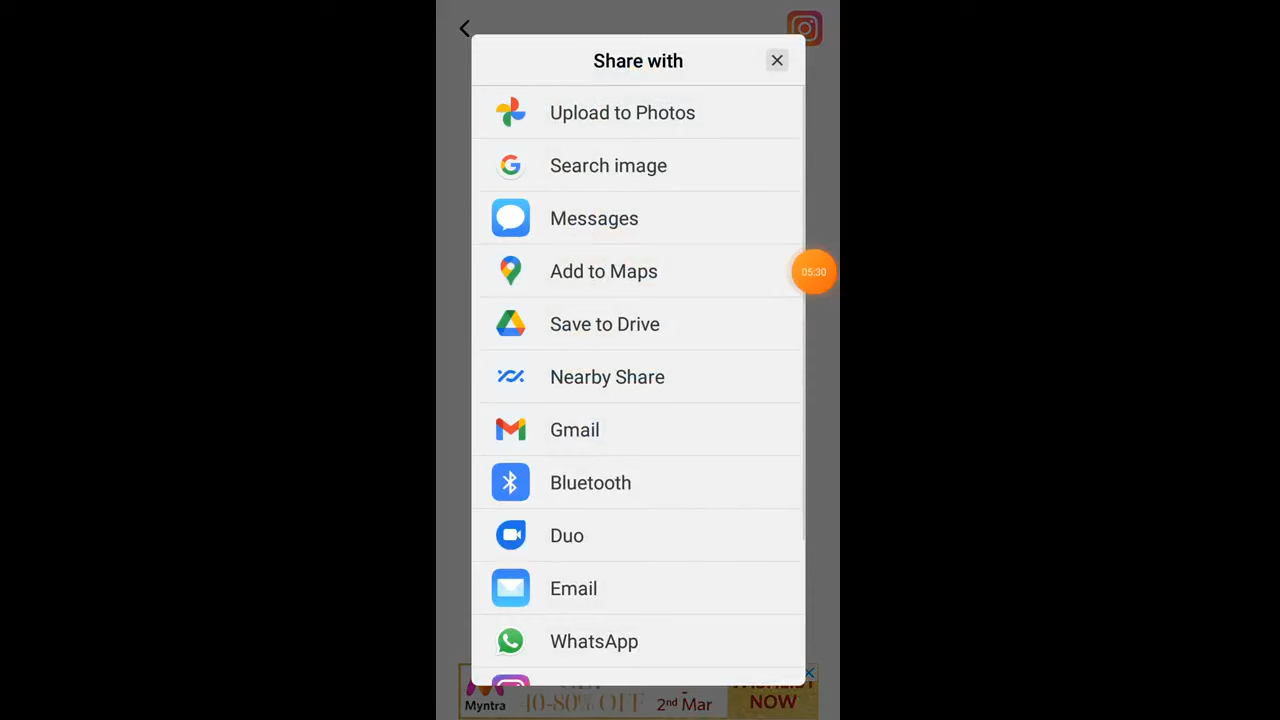 Share with
Upload to Photos
Search image
Messages
Add to Maps
05:30
Save to Drive
Nearby Share
Gmail
Bluetooth
Duo
Email
WhatsApp
40-80% OFF
Myntra
2nd Mar
WISHLIST
NOW